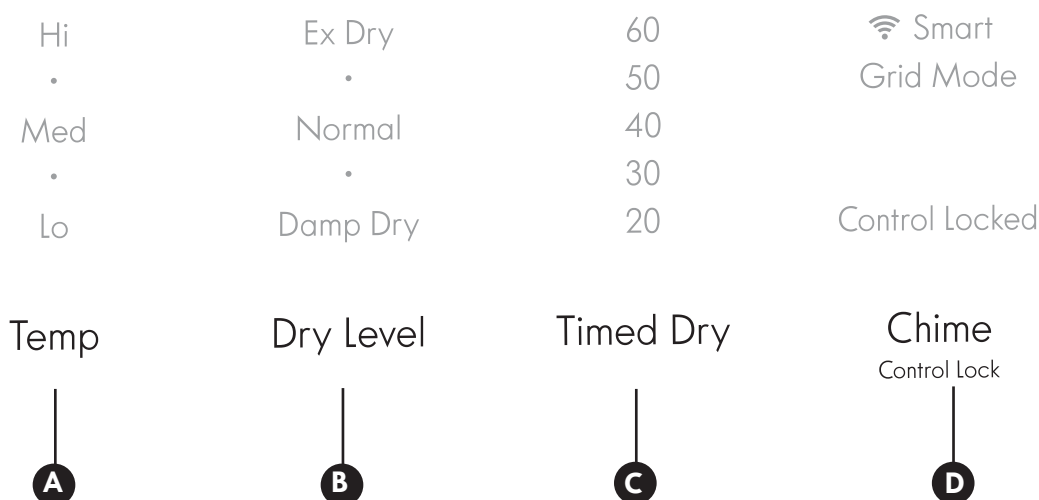 Hi
•
Med
•
Lo
Temp
A
Ex Dry
•
Normal
•
Damp Dry
Dry Level
B
60
50
40
30
20
Timed Dry
C
Smart
Grid Mode
Control Locked
Chime
Control Lock
D